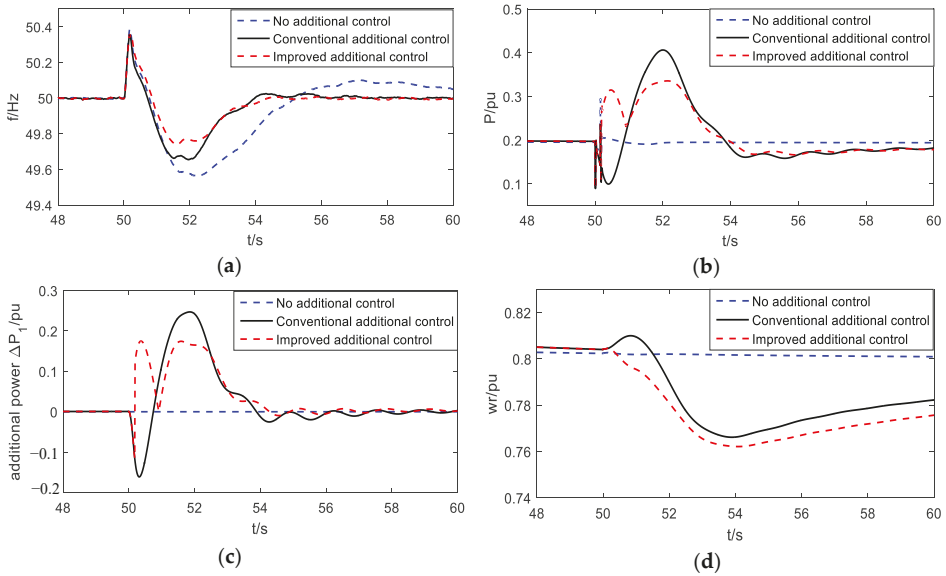 50.4
50.2
50
49.8
49.6
49.4
f/Hz
No additional control
Conventional additional control
Improved additional control
48 50 52 54 56 58 60
t/s
(a)
0.5
0.4
0.3
0.2
0.1
P/pu
No additional control
Conventional additional control
Improved additional control
48 50 52 54 56 58 60
t/s
(b)
0.3
0.2
0.1
0
−0.1
−0.2
additional power ΔP1/pu
No additional control
Conventional additional control
Improved additional control
48 50 52 54 56 58 60
t/s
(c)
0.82
0.8
0.78
0.76
0.74
wr/pu
No additional control
Conventional additional control
Improved additional control
48 50 52 54 56 58 60
t/s
(d)